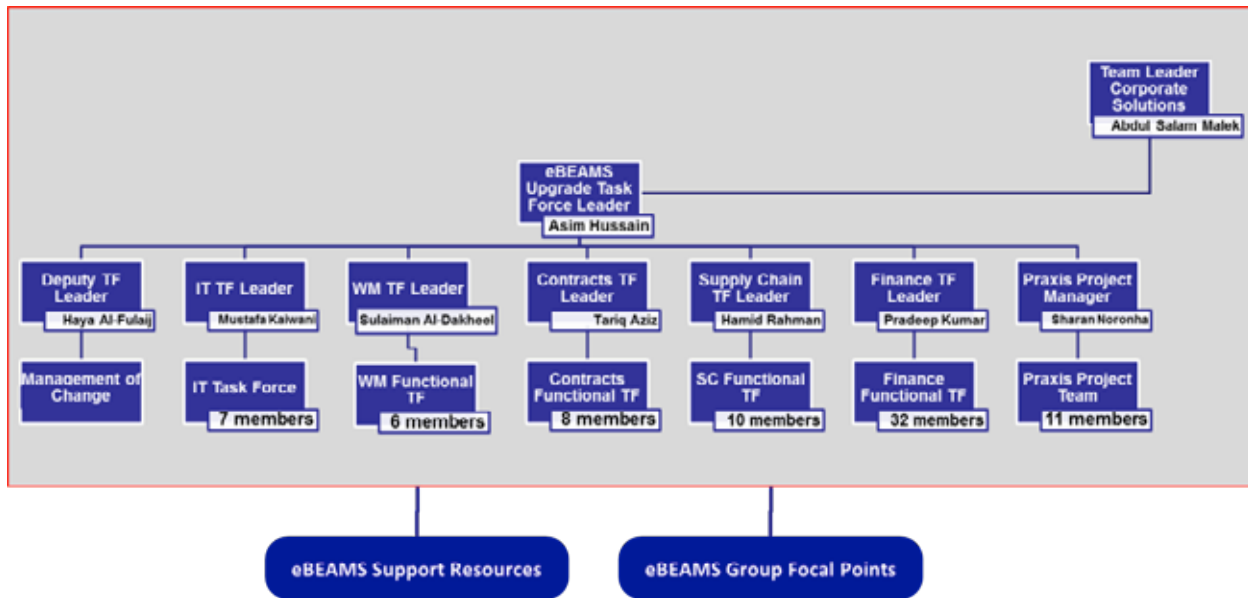 Team Leader
Corporate
Solutions
Abdul Salam Malek
eBEAMS
Upgrade Task
Force Leader
Asim Hussain
Deputy TF
Leader
Haya Al-Fulaij
IT TF Leader
Mustafa Kalwani
WM TF Leader
Sulaiman Al-Dakheel
Contracts TF
Leader
Tariq Aziz
Supply Chain
TF Leader
Hamid Rahman
Finance TF
Leader
Pradeep Kumar
Praxis Project
Manager
Sharan Noronha
Management of
Change
IT Task Force
7 members
WM Functional
TF
6 members
Contracts
Functional TF
8 members
SC Functional
TF
10 members
Finance
Functional TF
32 members
Praxis Project
Team
11 members
eBEAMS Support Resources
eBEAMS Group Focal Points